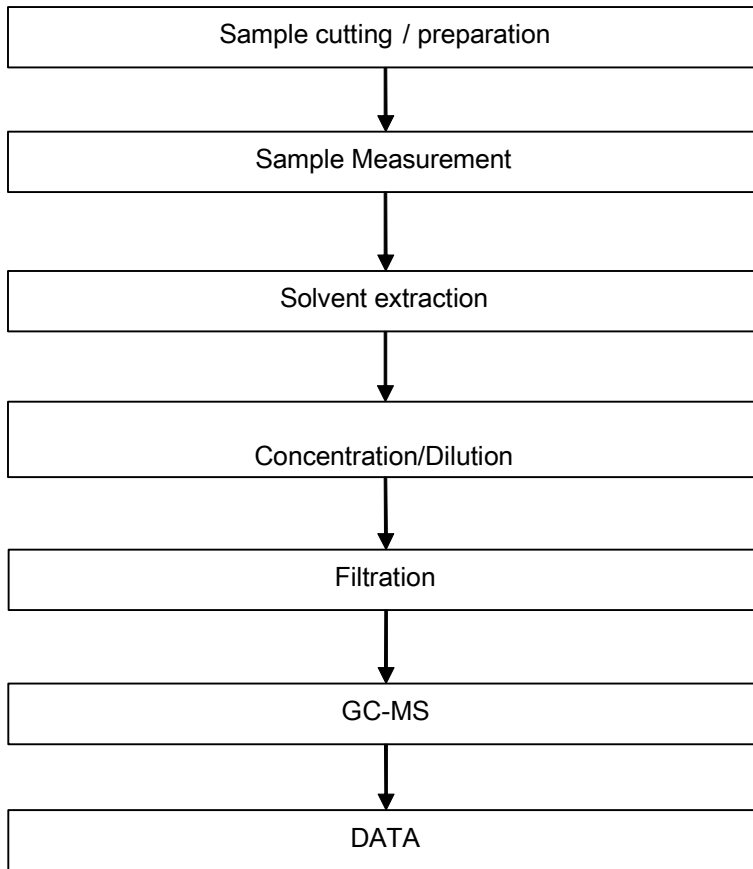 Sample cutting / preparation
Sample Measurement
Solvent extraction
Concentration/Dilution
Filtration
GC-MS
DATA